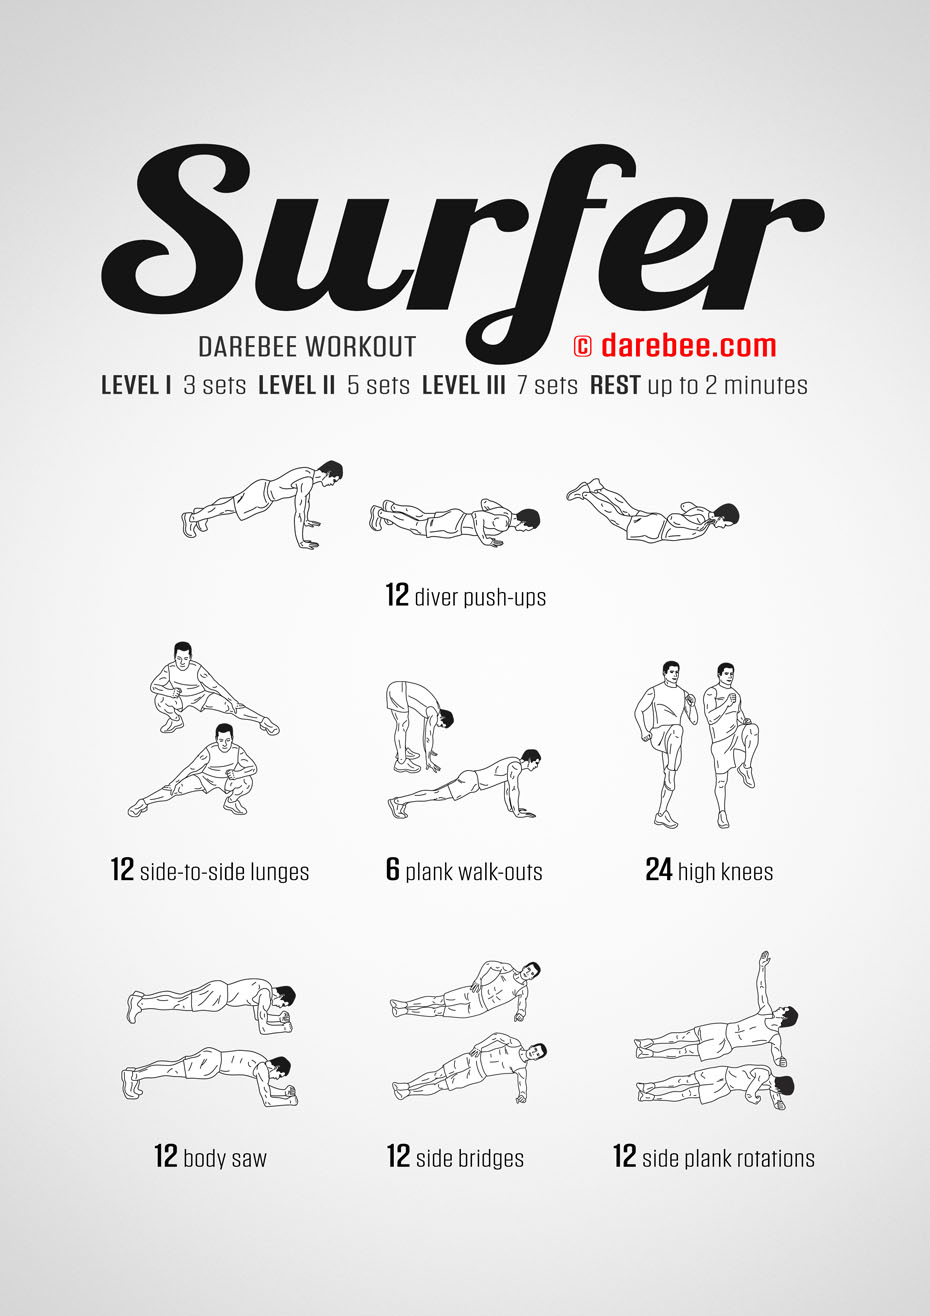 Surfer
DAREBEE WORKOUT © darebee.com
LEVEL I 3 sets LEVEL II 5 sets LEVEL III 7 sets REST up to 2 minutes
12 diver push-ups
12 side-to-side lunges 6 plank walk-outs 24 high knees
12 body saw 12 side bridges 12 side plank rotations